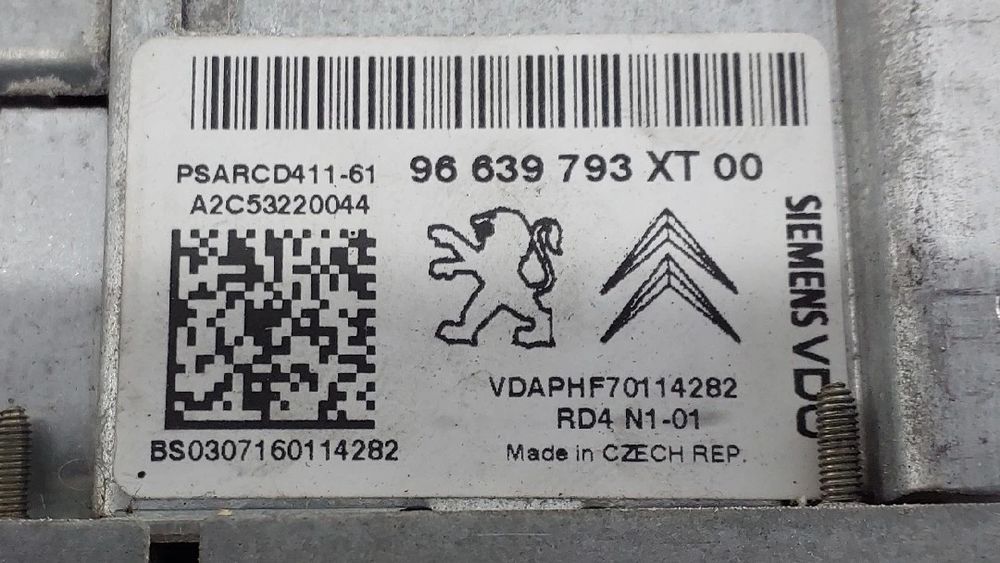 PSARCD411-61
96 639 793 XT 00
A2C53220044
SIEMENS VDO
VDAPHF70114282
RD4 N1-01
BS0307160114282
Made in CZECH REP.